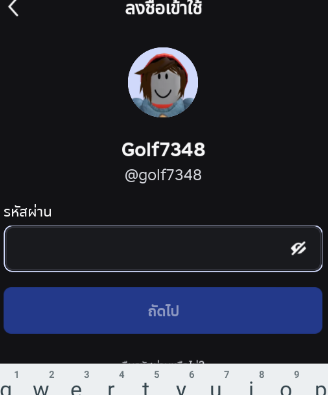 ลงชื่อเข้าใช้
Golf7348
@golf7348
รหัสผ่าน
ถัดไป
1 2 3 4 5 6 7 8 9
q w e r t y u i o p